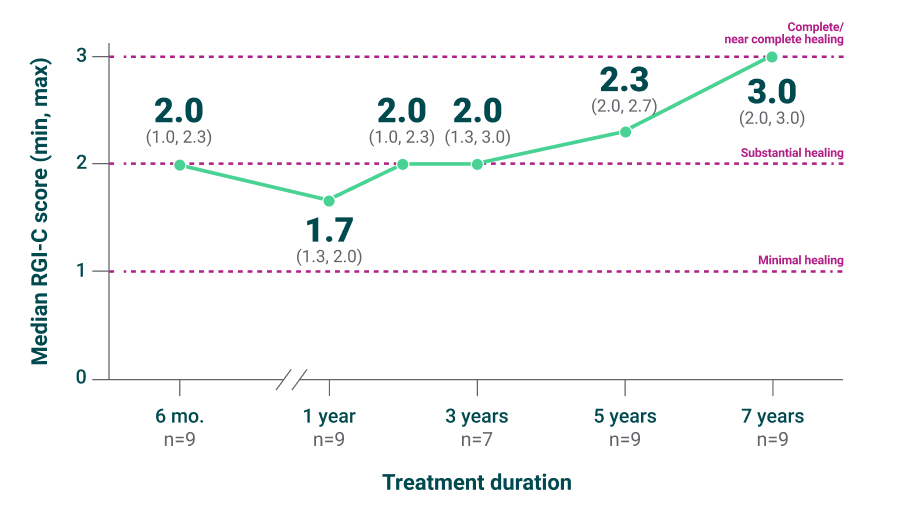 Complete/
near complete healing
3
2.0
(1.0, 2.3)
2.0
(1.0, 2.3)
2.0
(1.3, 3.0)
2.3
(2.0, 2.7)
3.0
(2.0, 3.0)
Substantial healing
2
1.7
(1.3, 2.0)
Minimal healing
1
0
Median RGI-C score (min, max)
6 mo.
n=9
1 year
n=9
3 years
n=7
5 years
n=9
7 years
n=9
Treatment duration